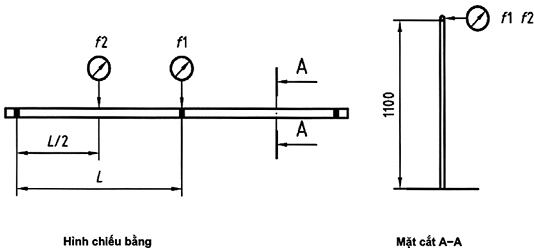 f2
f1
f1 f2
A
A
L/2
L
1100
Hình chiếu bằng
Mặt cắt A–A